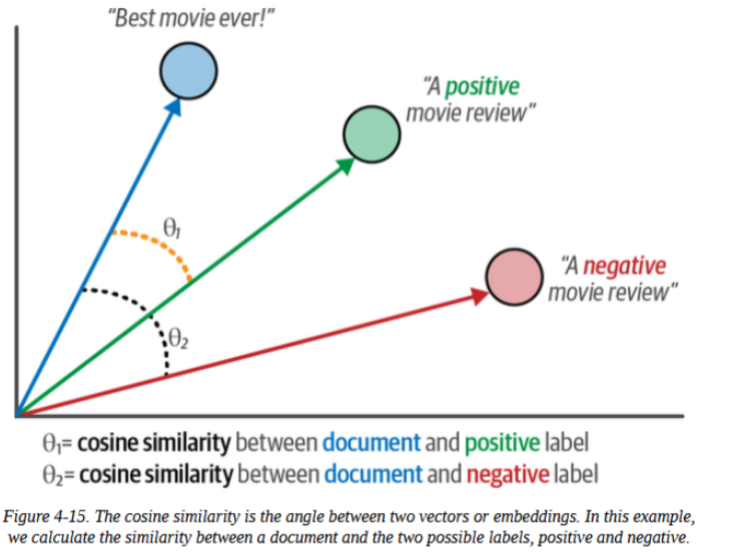 “Best movie ever!”
“A positive
movie review”
θ₁
“A negative
movie review”
θ₂
θ₁= cosine similarity between document and positive label
θ₂= cosine similarity between document and negative label
Figure 4-15. The cosine similarity is the angle between two vectors or embeddings. In this example,
we calculate the similarity between a document and the two possible labels, positive and negative.